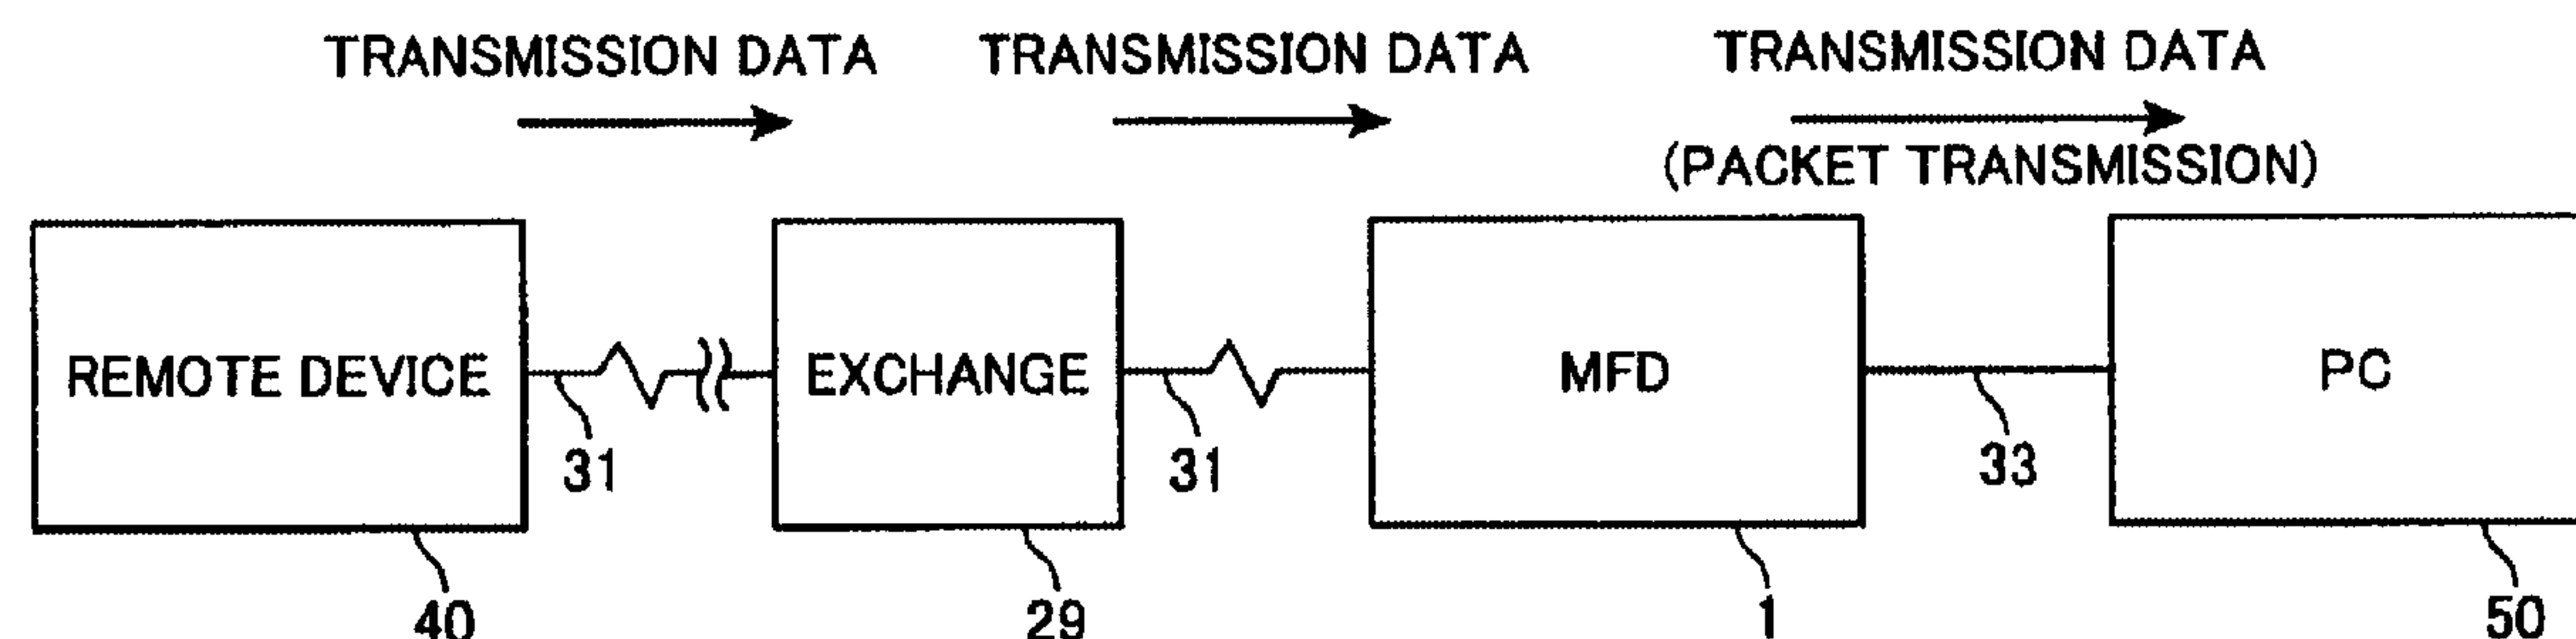 TRANSMISSION DATA TRANSMISSION DATA TRANSMISSION DATA
(PACKET TRANSMISSION)
REMOTE DEVICE EXCHANGE MFD PC
31 31 33
40 29 1 50